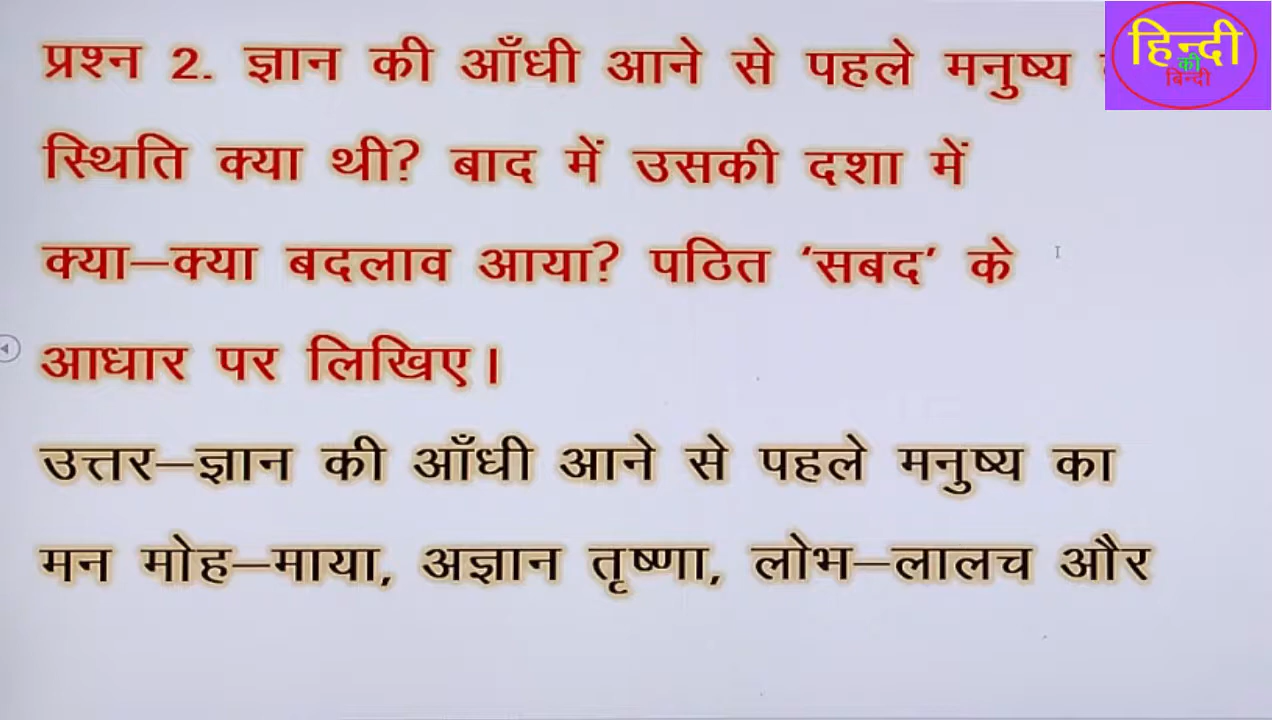 प्रश्न 2. ज्ञान की आँधी आने से पहले मनुष्य
स्थिति क्या थी? बाद में उसकी दशा में
क्या–क्या बदलाव आया? पठित ‘सबद’ के
आधार पर लिखिए।
उत्तर–ज्ञान की आँधी आने से पहले मनुष्य का
मन मोह–माया, अज्ञान तृष्णा, लोभ–लालच और
हिन्दी
की
बिन्दी